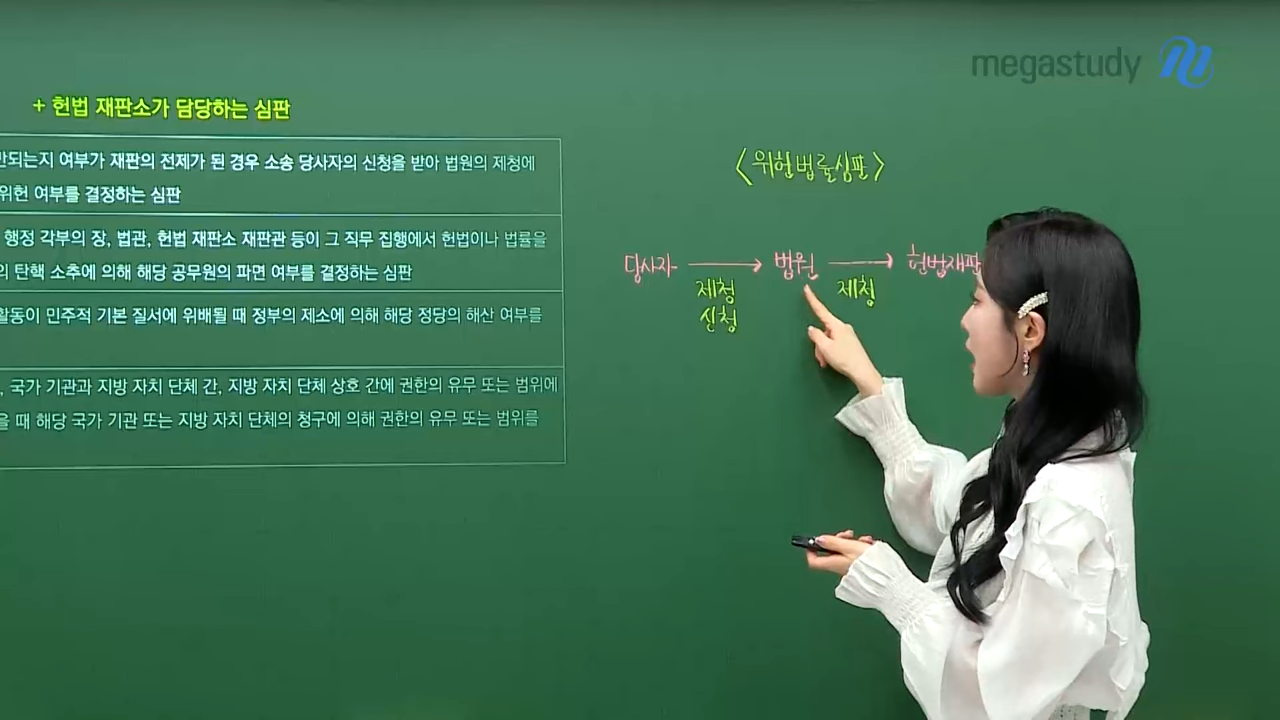 megastudy
+ 헌법 재판소가 담당하는 심판
반되는지 여부가 재판의 전제가 된 경우 소송 당사자의 신청을 받아 법원의 제청에
위헌 여부를 결정하는 심판
행정 각부의 장, 법관, 헌법 재판소 재판관 등이 그 직무 집행에서 헌법이나 법률을
의 탄핵 소추에 의해 해당 공무원의 파면 여부를 결정하는 심판
활동이 민주적 기본 질서에 위배될 때 정부의 제소에 의해 해당 정당의 해산 여부를
, 국가 기관과 지방 자치 단체 간, 지방 자치 단체 상호 간에 권한의 유무 또는 범위에
을 때 해당 국가 기관 또는 지방 자치 단체의 청구에 의해 권한의 유무 또는 범위를
<위헌법률심판>
당사자 → 법원 → 헌법재판
제청 제청
신청